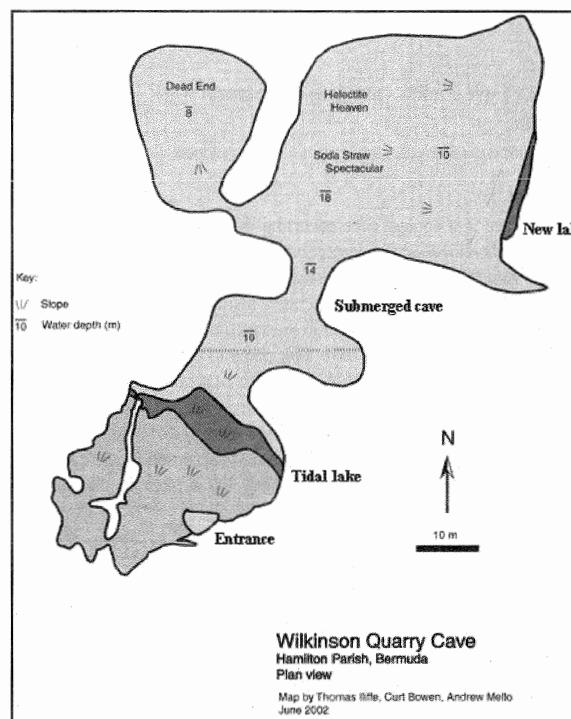 Dead End
8
Helectite
Heaven
Soda Straw
Spectacular
10
18
New la
14
Key:
Slope
10 Water depth (m)
Submerged cave
19
N
Tidal lake
10 m
Entrance
Wilkinson Quarry Cave
Hamilton Parish, Bermuda
Plan view
Map by Thomas Iliffe, Curt Bowen, Andrew Mello
June 2002